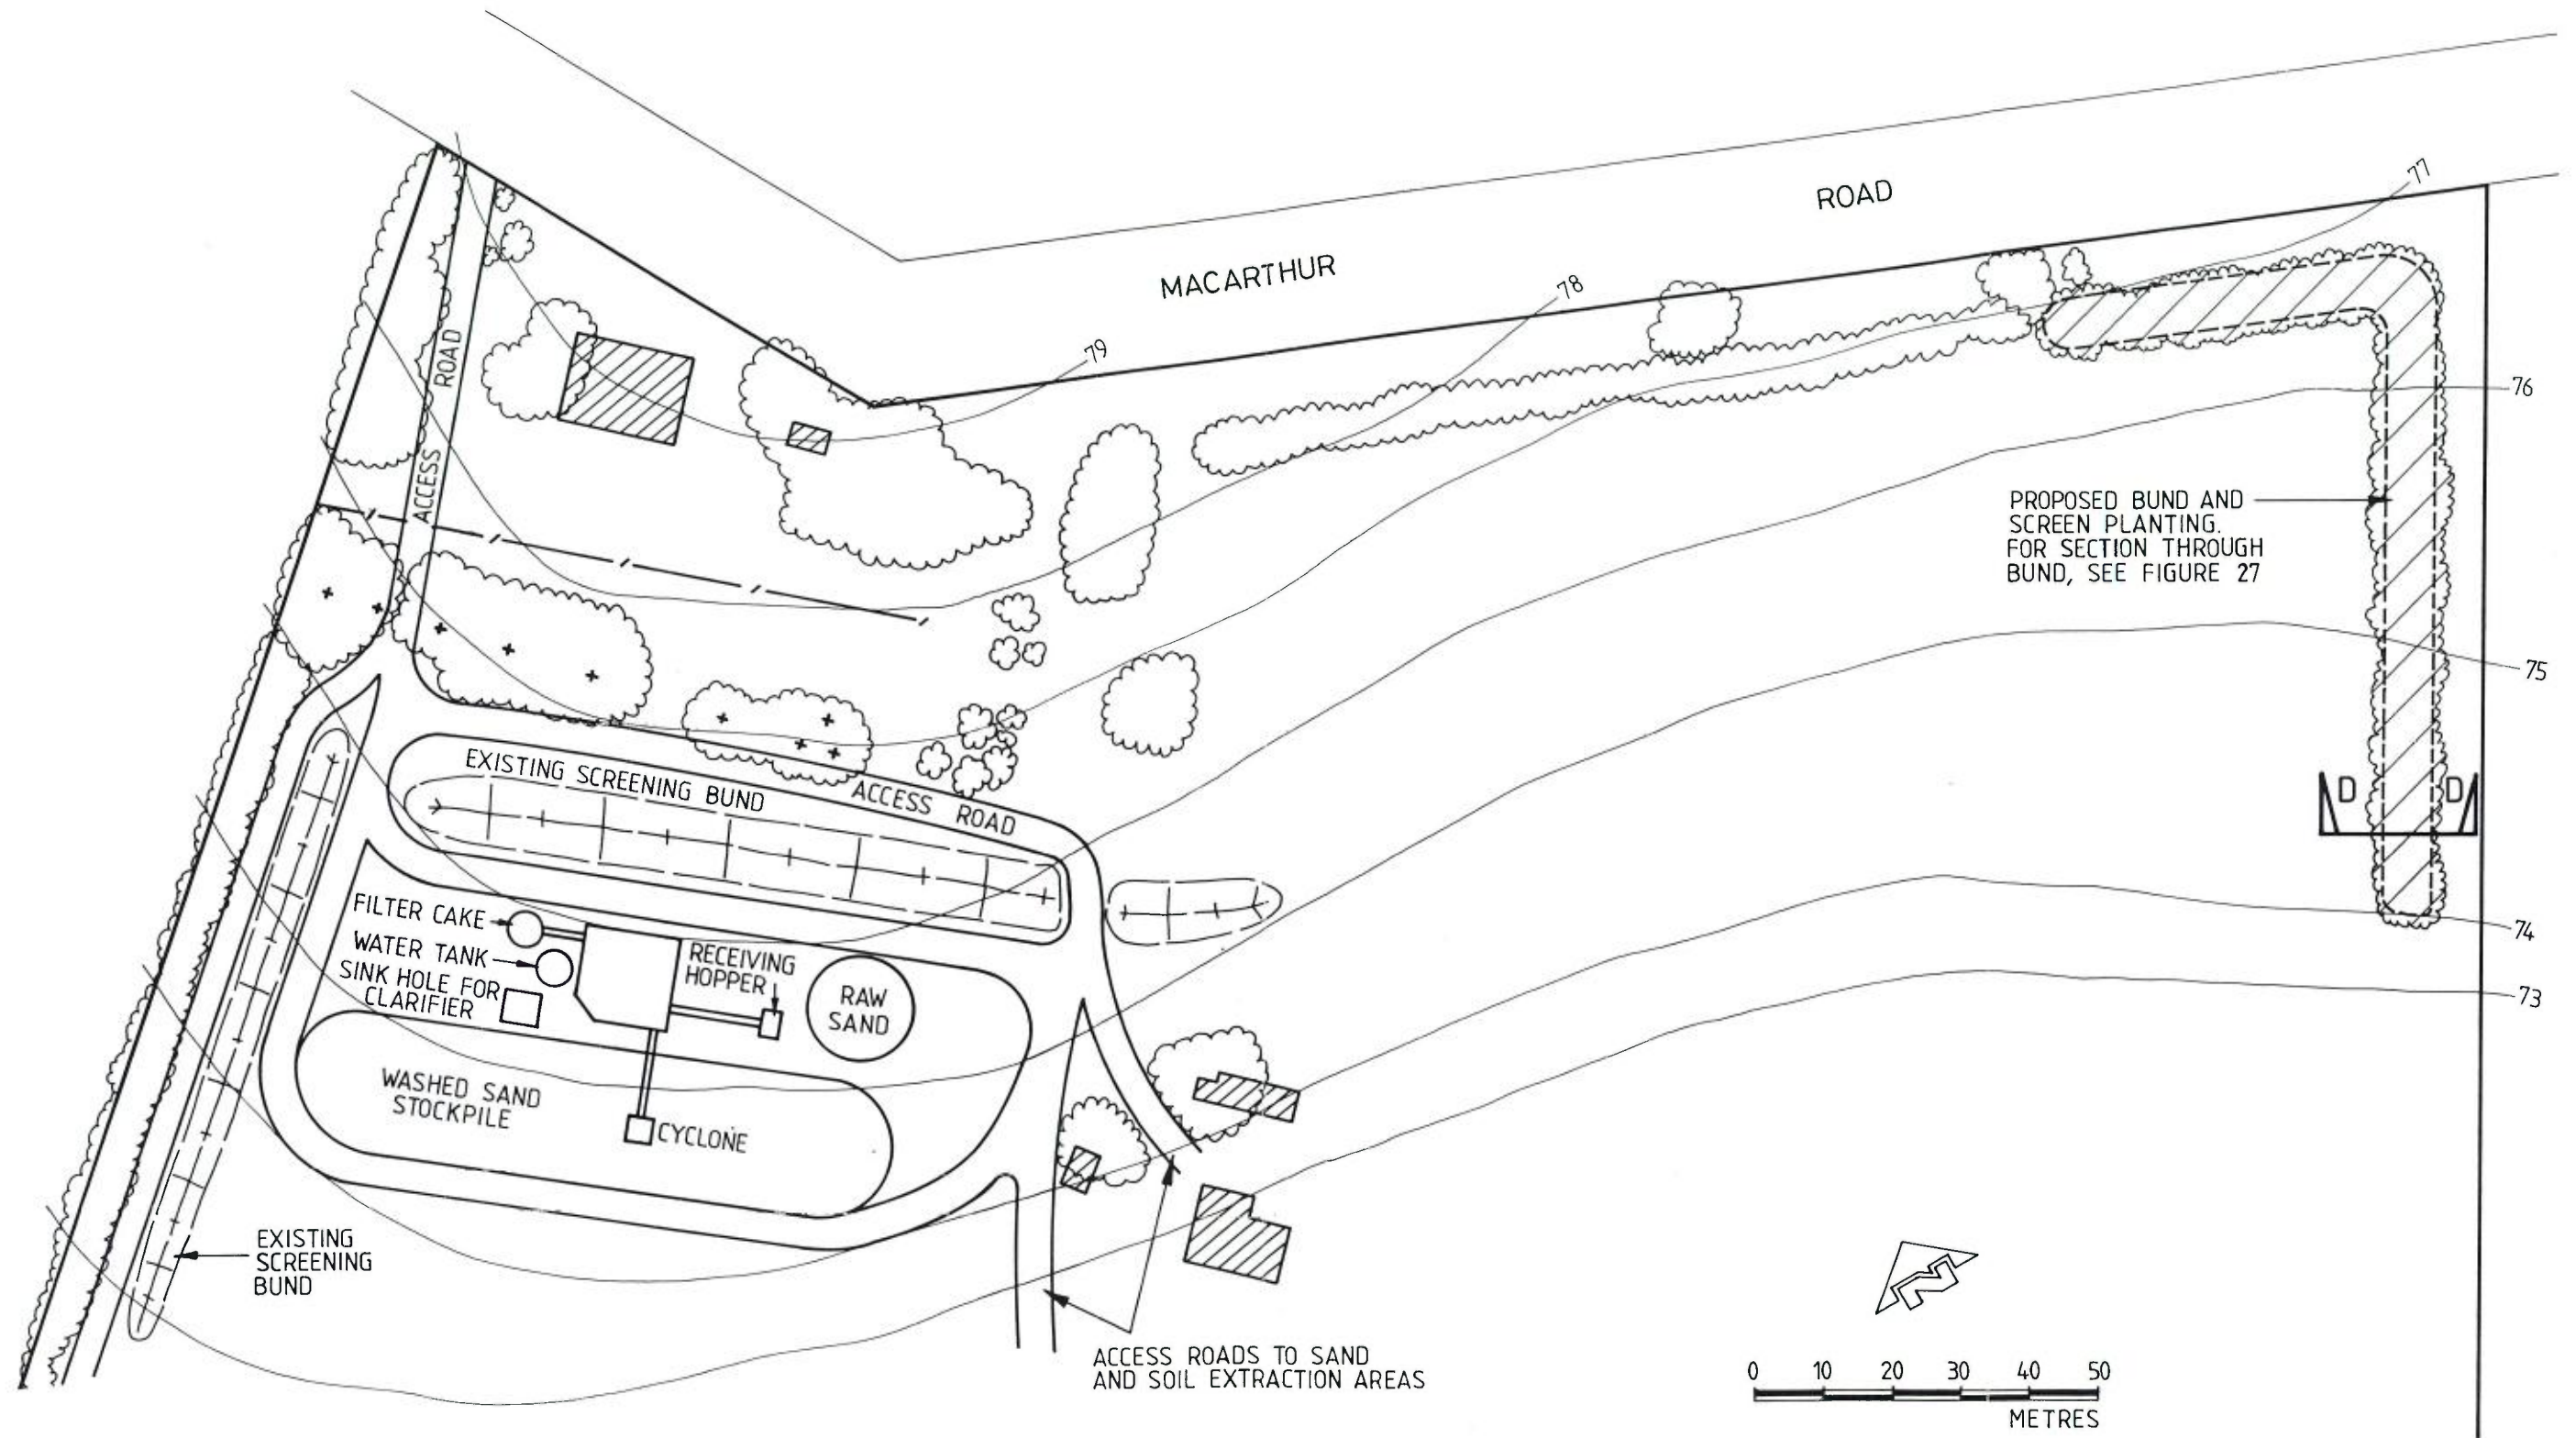 77
ROAD
MACARTHUR
78
79
76
ACCESS ROAD
PROPOSED BUND AND
SCREEN PLANTING.
FOR SECTION THROUGH
BUND, SEE FIGURE 27
75
EXISTING SCREENING BUND
ACCESS ROAD
D
D
FILTER CAKE
WATER TANK
SINK HOLE FOR
CLARIFIER
RECEIVING
HOPPER
RAW
SAND
74
73
WASHED SAND
STOCKPILE
CYCLONE
EXISTING
SCREENING
BUND
N
ACCESS ROADS TO SAND
AND SOIL EXTRACTION AREAS
0 10 20 30 40 50
METRES